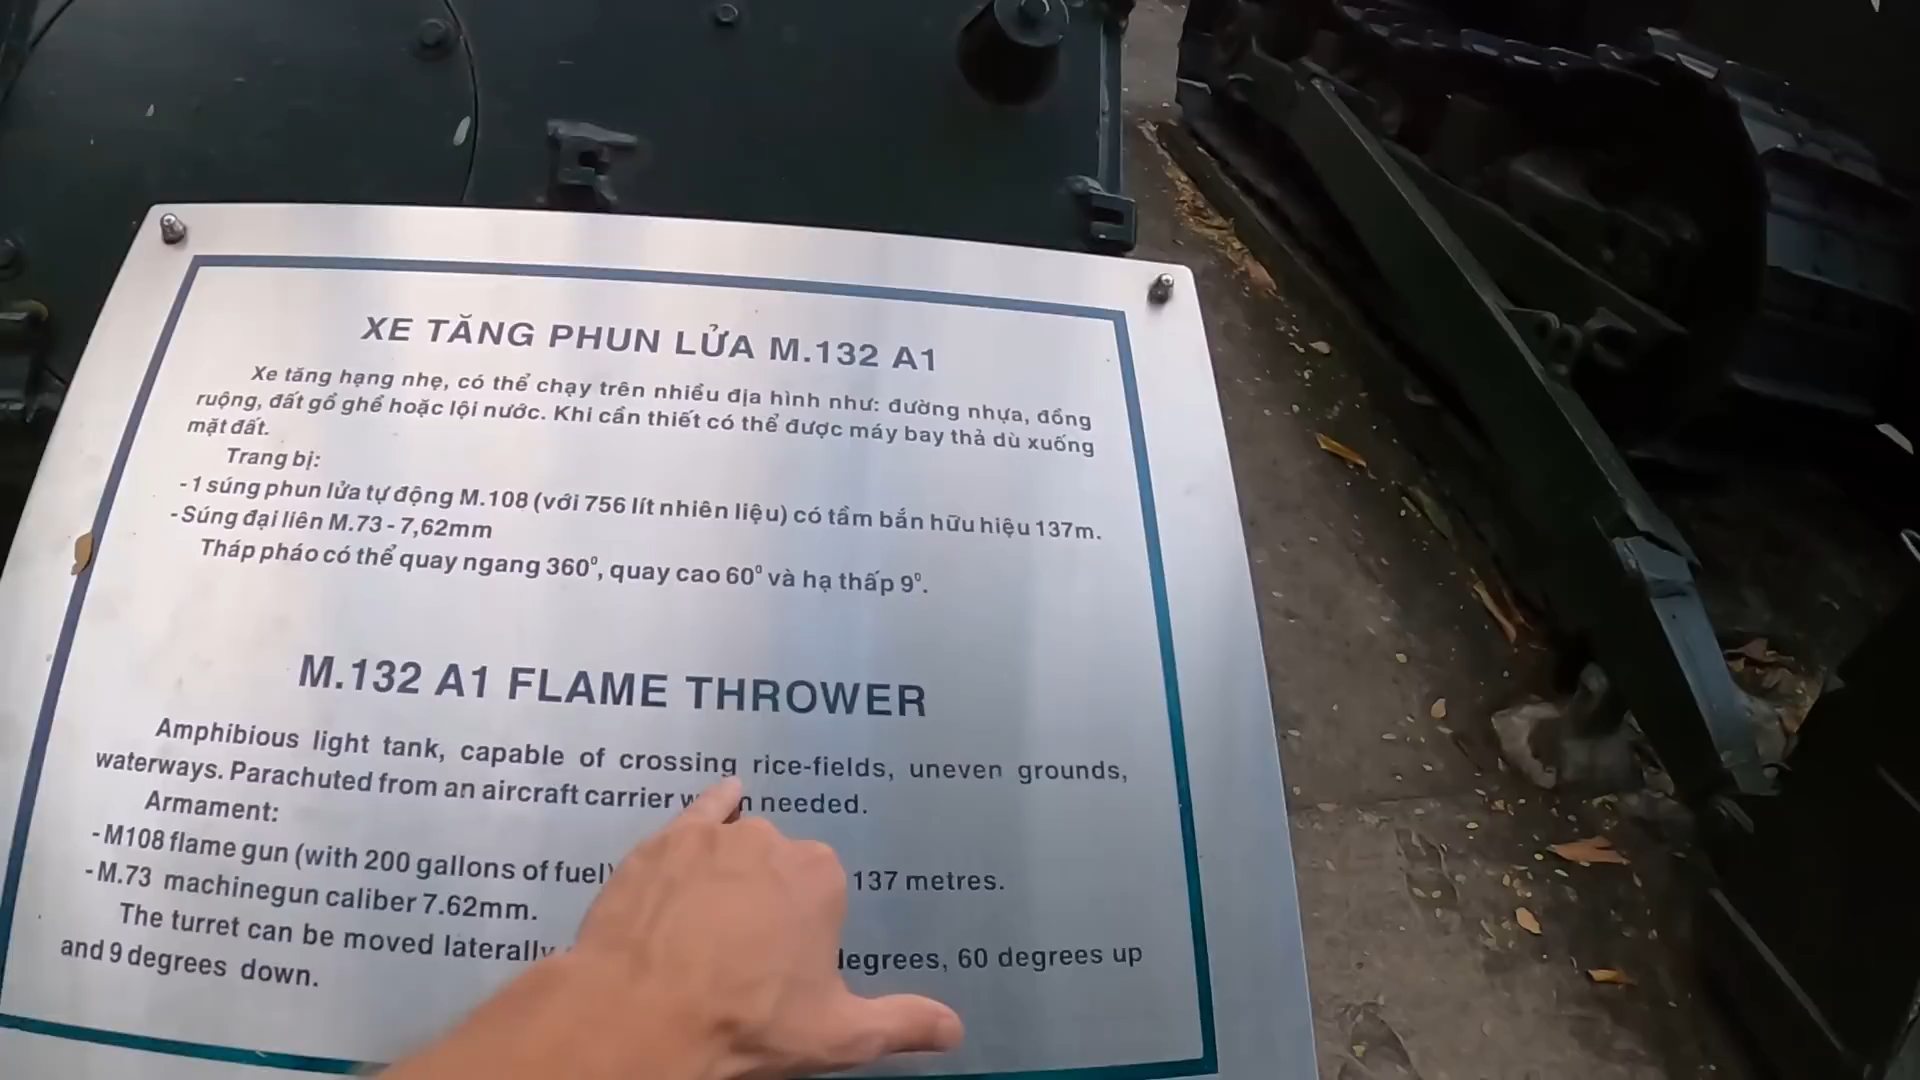 XE TĂNG PHUN LỬA M.132 A1
Xe tăng hạng nhẹ, có thể chạy trên nhiều địa hình như: đường nhựa, đồng
ruộng, đất gồ ghề hoặc lội nước. Khi cần thiết có thể được máy bay thả dù xuống
mặt đất.
Trang bị:
- 1 súng phun lửa tự động M.108 (với 756 lít nhiên liệu) có tầm bắn hữu hiệu 137m.
- Súng đại liên M.73 - 7,62mm
Tháp pháo có thể quay ngang 360⁰, quay cao 60⁰ và hạ thấp 9⁰.
M.132 A1 FLAME THROWER
Amphibious light tank, capable of crossing rice-fields, uneven grounds,
waterways. Parachuted from an aircraft carrier needed.
Armament:
- M108 flame gun (with 200 gallons of fuel) 137 metres.
- M.73 machinegun caliber 7.62mm.
The turret can be moved laterally degrees, 60 degrees up
and 9 degrees down.